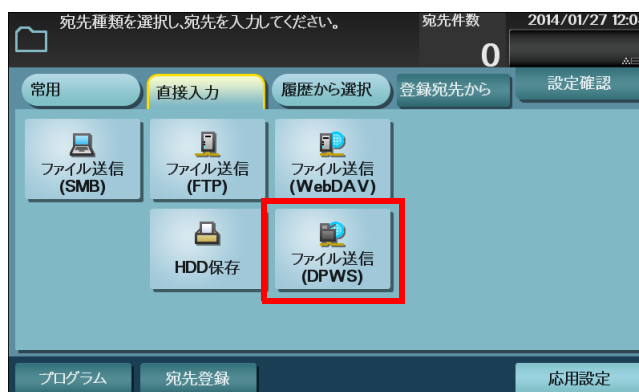 宛先種類を選択し、宛先を入力してください。
宛先件数
2014/01/27 12:0
0
常用
直接入力
履歴から選択
登録宛先から
設定確認
ファイル送信
(SMB)
ファイル送信
(FTP)
ファイル送信
(WebDAV)
HDD保存
ファイル送信
(DPWS)
プログラム
宛先登録
応用設定